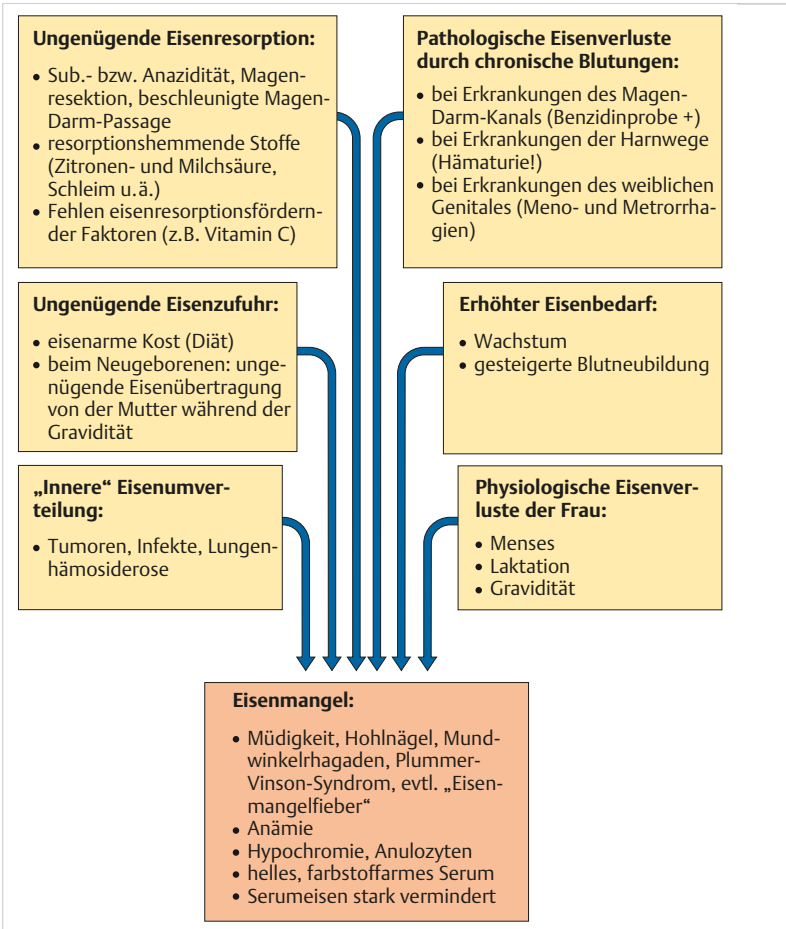 Ungenügende Eisenresorption:
• Sub.- bzw. Anazidität, Magen-
resektion, beschleunigte Magen-
Darm-Passage
• resorptionshemmende Stoffe
(Zitronen- und Milchsäure,
Schleim u.ä.)
• Fehlen eisenresorptionsfördern-
der Faktoren (z.B. Vitamin C)
Pathologische Eisenverluste
durch chronische Blutungen:
• bei Erkrankungen des Magen-
Darm-Kanals (Benzidinprobe +)
• bei Erkrankungen der Harnwege
(Hämaturie!)
• bei Erkrankungen des weiblichen
Genitales (Meno- und Metrorrha-
gien)
Ungenügende Eisenzufuhr:
• eisenarme Kost (Diät)
• beim Neugeborenen: unge-
nügende Eisenübertragung
von der Mutter während der
Gravidität
Erhöhter Eisenbedarf:
• Wachstum
• gesteigerte Blutneubildung
„Innere“ Eisenumver-
teilung:
• Tumoren, Infekte, Lungen-
hämosiderose
Physiologische Eisenver-
luste der Frau:
• Menses
• Laktation
• Gravidität
Eisenmangel:
• Müdigkeit, Hohlnägel, Mund-
winkelrhagaden, Plummer-
Vinson-Syndrom, evtl. „Eisen-
mangelfieber“
• Anämie
• Hypochromie, Anulozyten
• helles, farbstoffarmes Serum
• Serumeisen stark vermindert